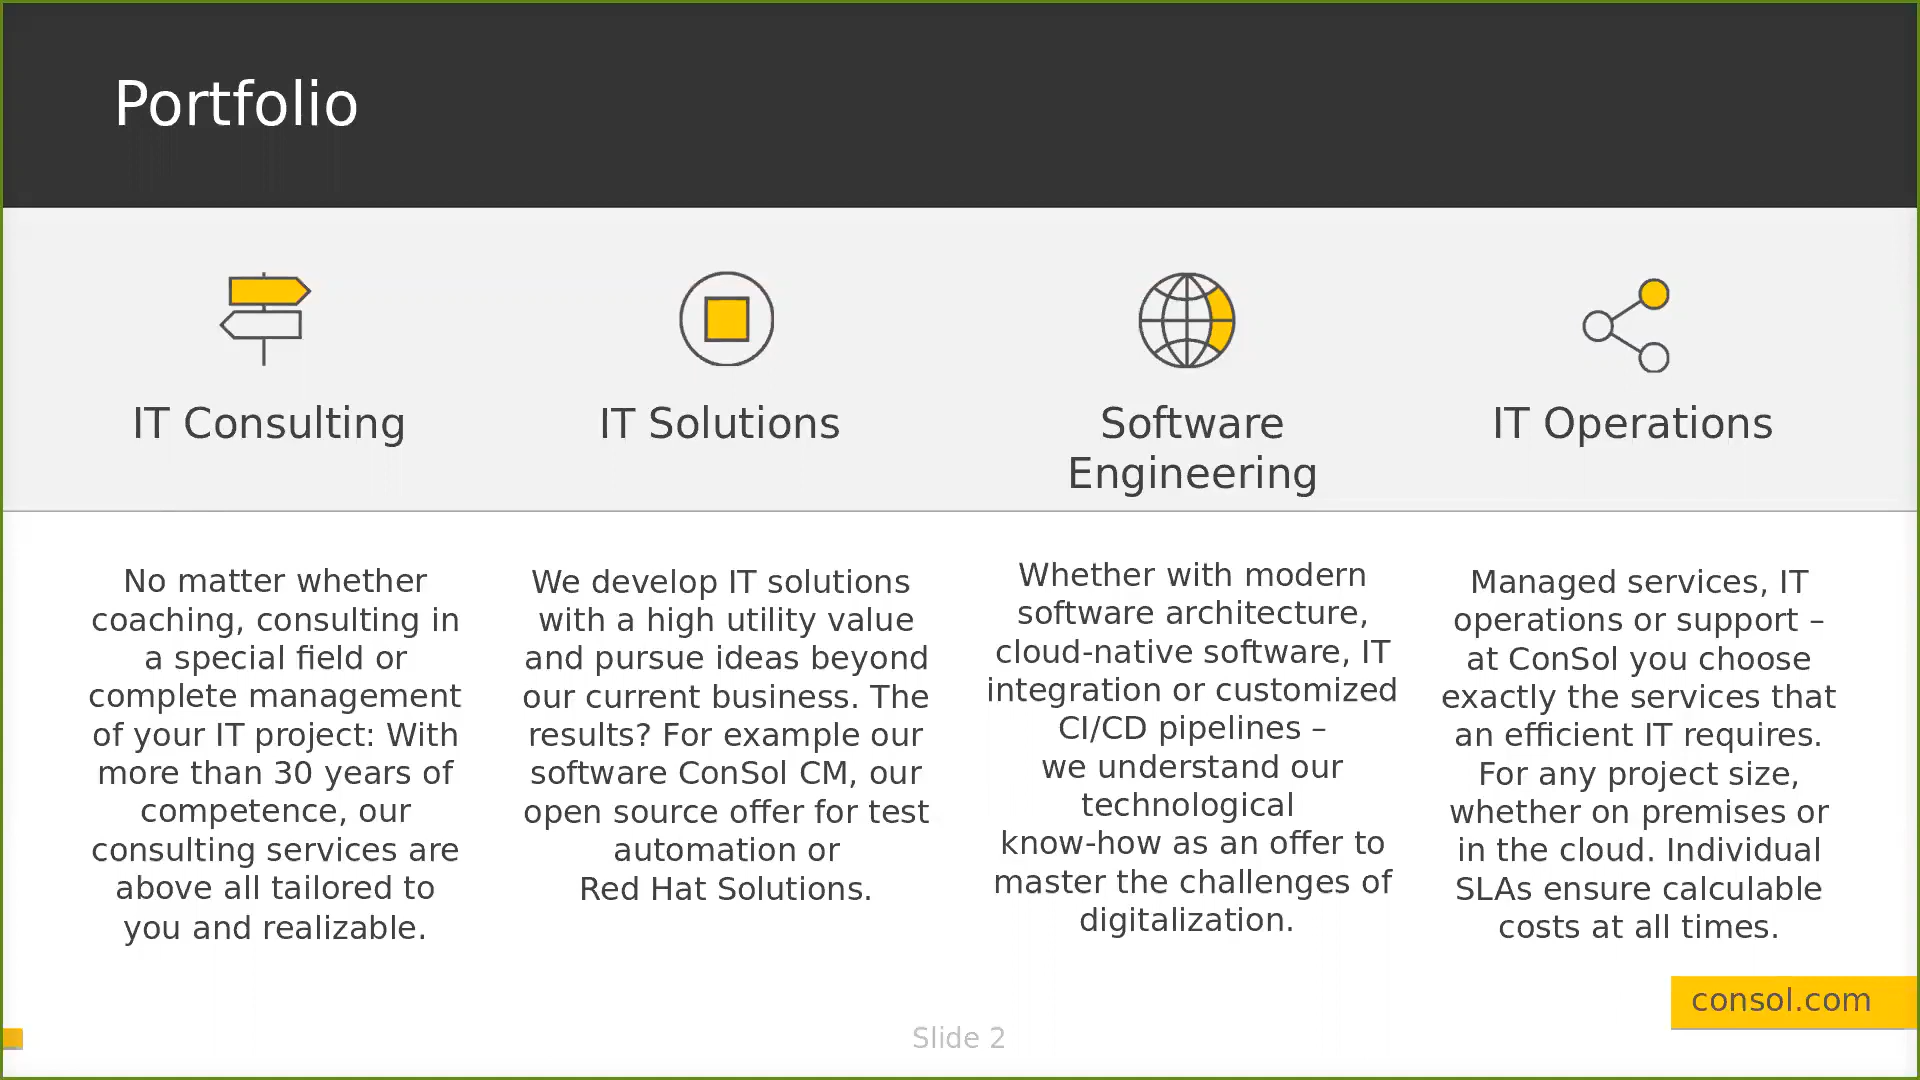 Portfolio
IT Consulting
IT Solutions
Software
Engineering
IT Operations
No matter whether
coaching, consulting in
a special field or
complete management
of your IT project: With
more than 30 years of
competence, our
consulting services are
above all tailored to
you and realizable.
We develop IT solutions
with a high utility value
and pursue ideas beyond
our current business. The
results? For example our
software ConSol CM, our
open source offer for test
automation or
Red Hat Solutions.
Whether with modern
software architecture,
cloud-native software, IT
integration or customized
CI/CD pipelines –
we understand our
technological
know-how as an offer to
master the challenges of
digitalization.
Managed services, IT
operations or support –
at ConSol you choose
exactly the services that
an efficient IT requires.
For any project size,
whether on premises or
in the cloud. Individual
SLAs ensure calculable
costs at all times.
consol.com
Slide 2